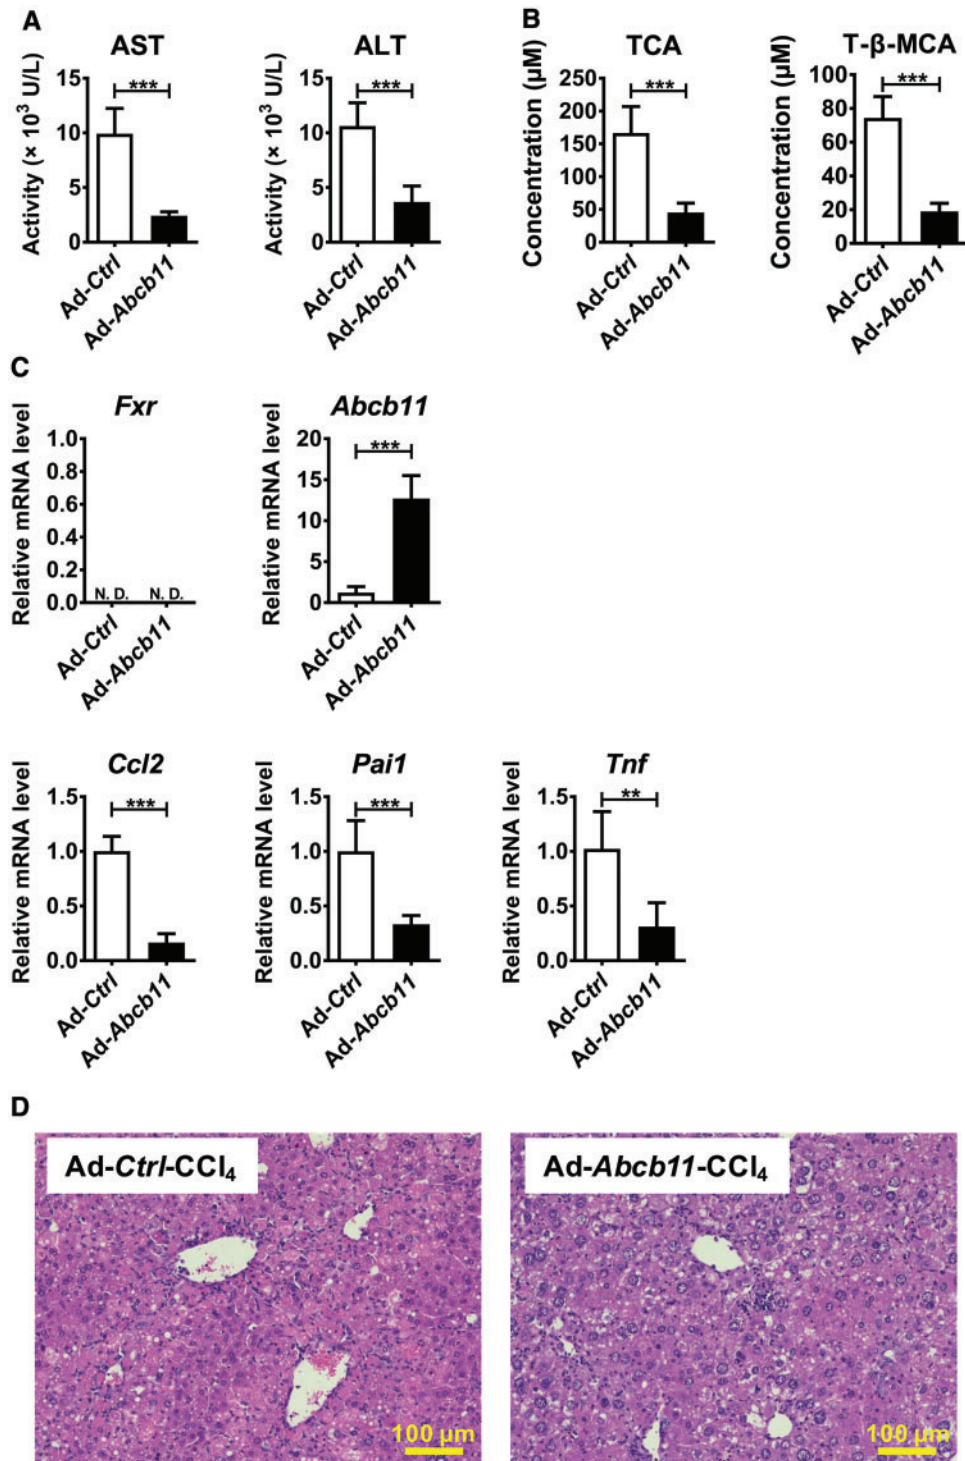 A
AST
Activity (× 10³ U/L)
15
10
5
0
***
Ad-Ctrl
Ad-Abcb11
ALT
Activity (× 10³ U/L)
15
10
5
0
***
Ad-Ctrl
Ad-Abcb11
B
TCA
Concentration (μM)
250
200
150
100
50
0
***
Ad-Ctrl
Ad-Abcb11
T-β-MCA
Concentration (μM)
100
80
60
40
20
0
***
Ad-Ctrl
Ad-Abcb11
C
Fxr
Relative mRNA level
1.0
0.8
0.6
0.4
0.2
0.0
N. D. N. D.
Ad-Ctrl
Ad-Abcb11
Abcb11
Relative mRNA level
20
15
10
5
0
***
Ad-Ctrl
Ad-Abcb11
Ccl2
Relative mRNA level
1.5
1.0
0.5
0.0
***
Ad-Ctrl
Ad-Abcb11
Pai1
Relative mRNA level
1.5
1.0
0.5
0.0
***
Ad-Ctrl
Ad-Abcb11
Tnf
Relative mRNA level
1.5
1.0
0.5
0.0
**
Ad-Ctrl
Ad-Abcb11
D
Ad-Ctrl-CCl₄
100 μm
Ad-Abcb11-CCl₄
100 μm